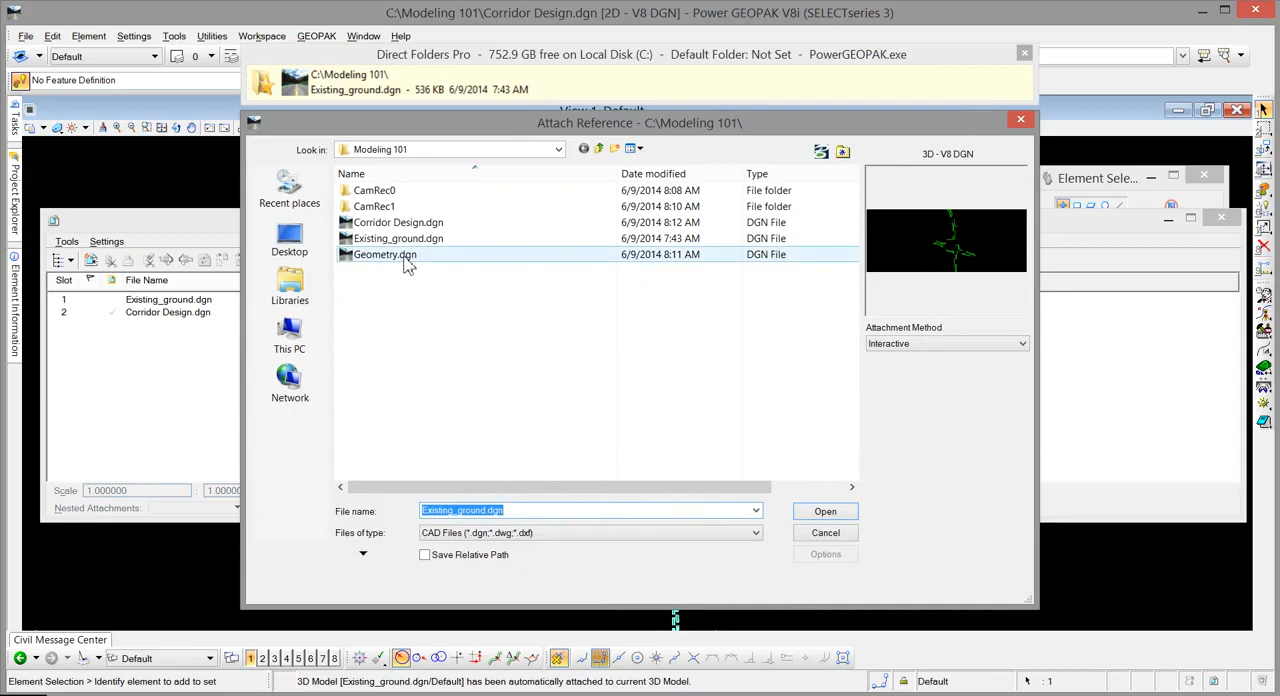 C:\Modeling 101\Corridor Design.dgn [2D - V8 DGN] - Power GEOPAK V8i (SELECTseries 3)
File Edit Element Settings Tools Utilities Workspace GEOPAK Window Help
Default 0
Direct Folders Pro - 752.9 GB free on Local Disk (C:) - Default Folder: Not Set - PowerGEOPAK.exe
No Feature Definition
C:\Modeling 101\
Existing_ground.dgn - 536 KB 6/9/2014 7:43 AM
View 1, Default
Attach Reference - C:\Modeling 101\
Tasks
Project Explorer
Element Information
Look in: Modeling 101
3D - V8 DGN
Name Date modified Type
CamRec0 6/9/2014 8:08 AM File folder
CamRec1 6/9/2014 8:10 AM File folder
Corridor Design.dgn 6/9/2014 8:12 AM DGN File
Existing_ground.dgn 6/9/2014 7:43 AM DGN File
Geometry.dgn 6/9/2014 8:11 AM DGN File
Recent places
Desktop
Libraries
This PC
Network
Element Selec...
Tools Settings
Slot File Name
1 Existing_ground.dgn
2 Corridor Design.dgn
Attachment Method
Interactive
Scale 1.000000 : 1.000
Nested Attachments:
File name: Existing_ground.dgn Open
Files of type: CAD Files (*.dgn;*.dwg;*.dxf) Cancel
Save Relative Path Options
Civil Message Center
Default 1 2 3 4 5 6 7 8
Element Selection > Identify element to add to set
3D Model [Existing_ground.dgn/Default] has been automatically attached to current 3D Model.
Default : 1